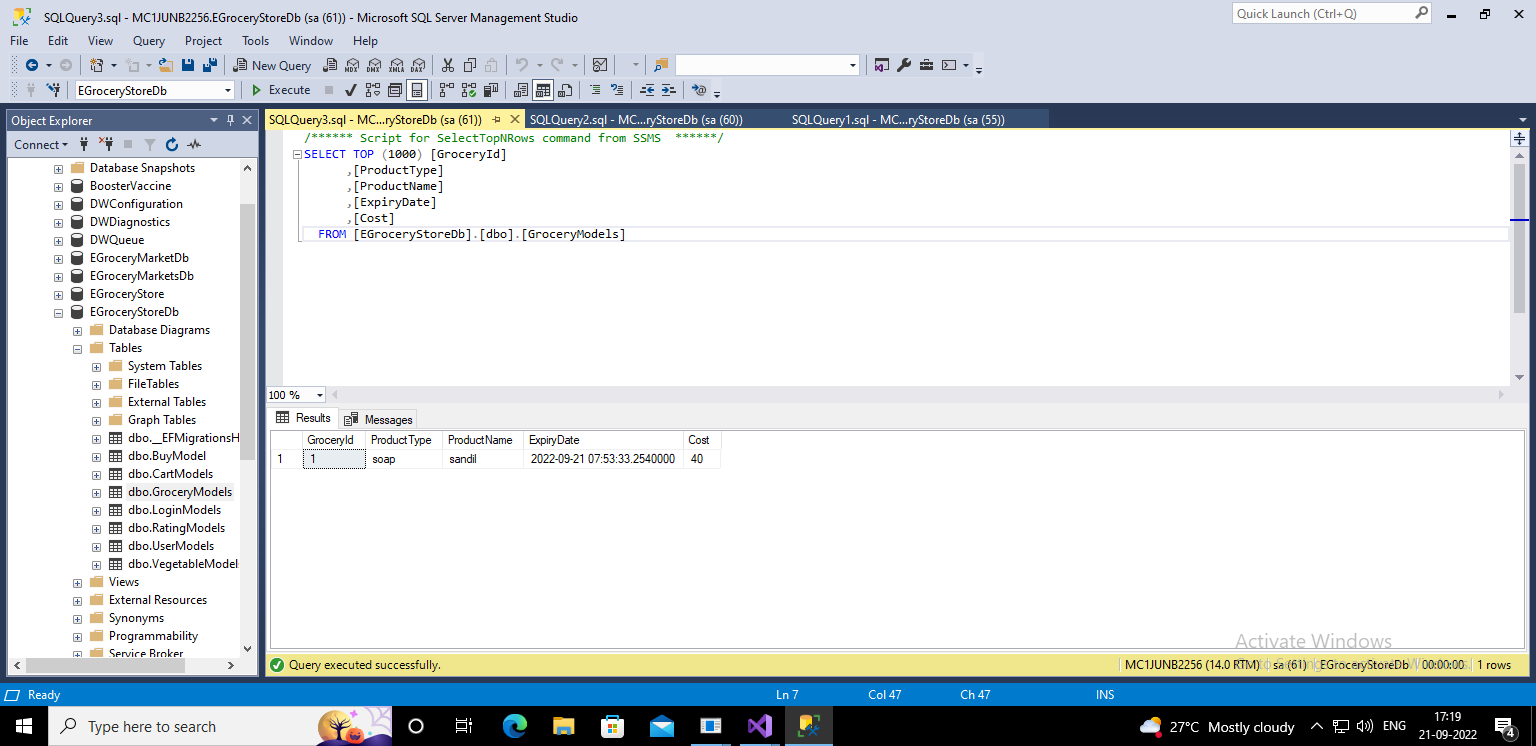 SQLQuery3.sql - MC1JUNB2256.EGroceryStoreDb (sa (61)) - Microsoft SQL Server Management Studio
Quick Launch (Ctrl+Q)
File Edit View Query Project Tools Window Help
New Query MDX DMX XMLA DAX
EGroceryStoreDb Execute
Object Explorer
SQLQuery3.sql - MC...ryStoreDb (sa (61)) SQLQuery2.sql - MC...ryStoreDb (sa (60)) SQLQuery1.sql - MC...ryStoreDb (sa (55))
Connect
Database Snapshots
BoosterVaccine
DWConfiguration
DWDiagnostics
DWQueue
EGroceryMarketDb
EGroceryMarketsDb
EGroceryStore
EGroceryStoreDb
Database Diagrams
Tables
System Tables
FileTables
External Tables
Graph Tables
dbo.__EFMigrationsH
dbo.BuyModel
dbo.CartModels
dbo.GroceryModels
dbo.LoginModels
dbo.RatingModels
dbo.UserModels
dbo.VegetableModel
Views
External Resources
Synonyms
Programmability
Service Broker
/****** Script for SelectTopNRows command from SSMS ******/
SELECT TOP (1000) [GroceryId]
,[ProductType]
,[ProductName]
,[ExpiryDate]
,[Cost]
FROM [EGroceryStoreDb].[dbo].[GroceryModels]
100 %
Results Messages
GroceryId ProductType ProductName ExpiryDate Cost
1 1 soap sandil 2022-09-21 07:53:33.2540000 40
Activate Windows
Query executed successfully. MC1JUNB2256 (14.0 RTM) sa (61) EGroceryStoreDb 00:00:00 1 rows
Ready Ln 7 Col 47 Ch 47 INS
Type here to search 27°C Mostly cloudy ENG 17:19
21-09-2022 4